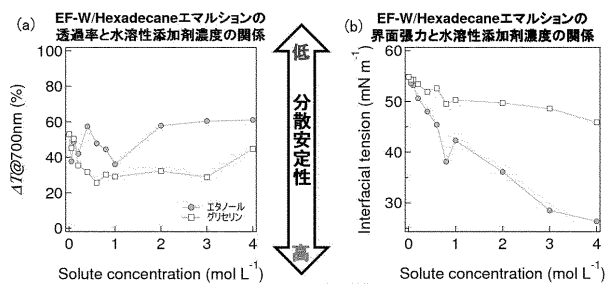 (a)
EF-W/Hexadecaneエマルションの
透過率と水溶性添加剤濃度の関係
100
80
60
40
20
0
ΔT@700nm (%)
エタノール
グリセリン
0
1
2
3
4
Solute concentration (mol L⁻¹)
低
分散安定性
高
(b)
EF-W/Hexadecaneエマルションの
界面張力と水溶性添加剤濃度の関係
60
50
40
30
Interfacial tension (mN m⁻¹)
0
1
2
3
4
Solute concentration (mol L⁻¹)